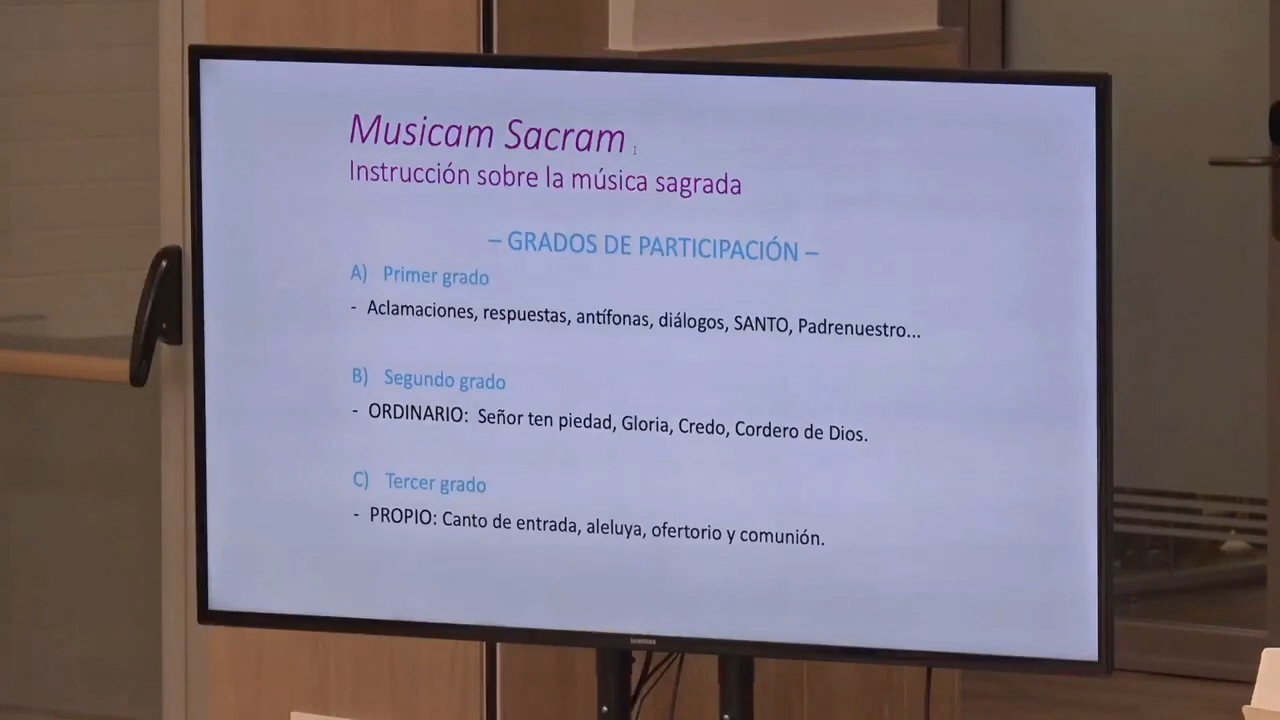 Musicam Sacram
Instrucción sobre la música sagrada
– GRADOS DE PARTICIPACIÓN –
A) Primer grado
- Aclamaciones, respuestas, antífonas, diálogos, SANTO, Padrenuestro...
B) Segundo grado
- ORDINARIO: Señor ten piedad, Gloria, Credo, Cordero de Dios.
C) Tercer grado
- PROPIO: Canto de entrada, aleluya, ofertorio y comunión.
SAMSUNG